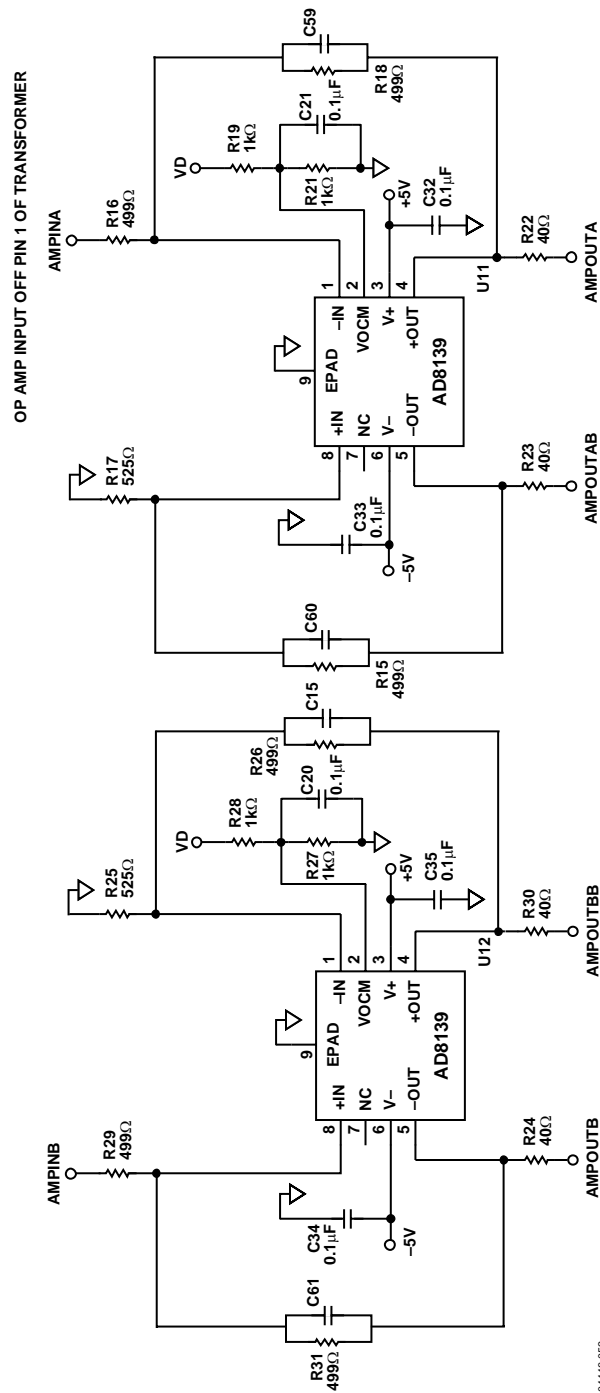 OP AMP INPUT OFF PIN 1 OF TRANSFORMER
AMPINB
R29
499Ω
R25
525Ω
R31
499Ω
C61
C34
0.1µF
–5V
9
EPAD
+IN
8
NC
7
V–
6
–OUT
5
–IN
1
VOCM
2
V+
3
+OUT
4
AD8139
U12
R26
499Ω
C15
VD
R28
1kΩ
R27
1kΩ
C20
0.1µF
+5V
C35
0.1µF
R24
40Ω
AMPOUTB
R30
40Ω
AMPOUTBB
R17
525Ω
AMPINA
R16
499Ω
C60
R15
499Ω
C33
0.1µF
–5V
9
EPAD
+IN
8
NC
7
V–
6
–OUT
5
–IN
1
VOCM
2
V+
3
+OUT
4
AD8139
U11
VD
R19
1kΩ
R21
1kΩ
C21
0.1µF
C59
R18
499Ω
+5V
C32
0.1µF
R23
40Ω
AMPOUTAB
R22
40Ω
AMPOUTA